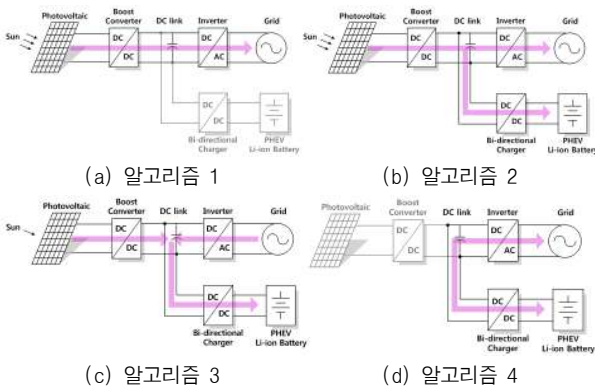 Photovoltaic Boost Converter DC link Inverter Grid
Sun
DC DC
DC AC
DC DC
Bi-directional Charger
PHEV Li-ion Battery
(a) 알고리즘 1
Photovoltaic Boost Converter DC link Inverter Grid
Sun
DC DC
DC AC
DC DC
Bi-directional Charger
PHEV Li-ion Battery
(b) 알고리즘 2
Photovoltaic Boost Converter DC link Inverter Grid
Sun
DC DC
DC AC
DC DC
Bi-directional Charger
PHEV Li-ion Battery
(c) 알고리즘 3
Photovoltaic Boost Converter DC link Inverter Grid
DC DC
DC AC
DC DC
Bi-directional Charger
PHEV Li-ion Battery
(d) 알고리즘 4